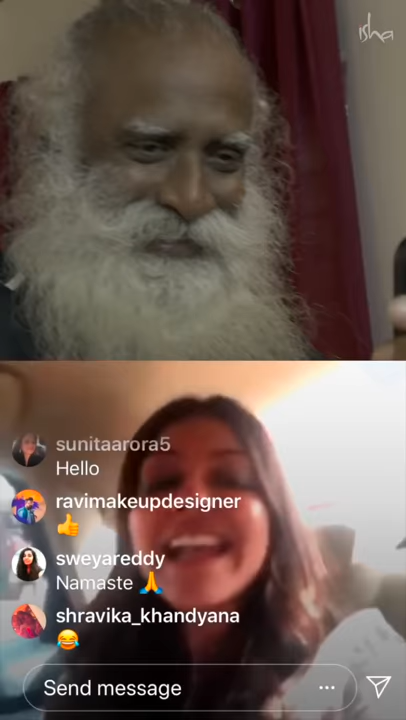 isha
sunitaarora5
Hello
ravimakeupdesigner
👍
sweyareddy
Namaste 🙏
shravika_khandyana
😂
Send message